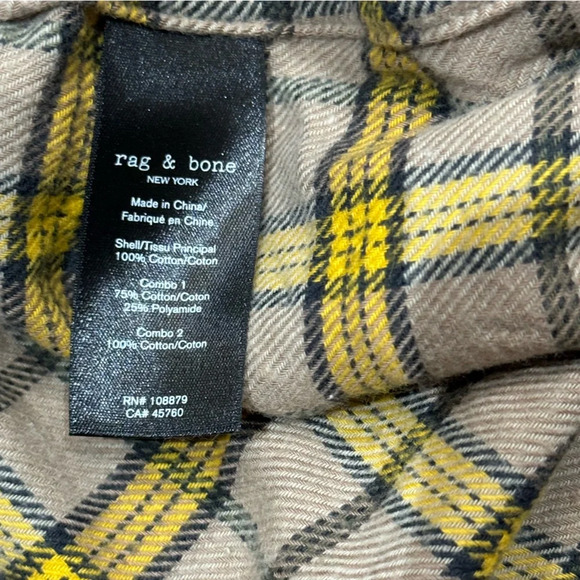 rag & bone
NEW YORK
Made in China/
Fabriqué en Chine
Shell/Tissu Principal
100% Cotton/Coton
Combo 1
75% Cotton/Coton
25% Polyamide
Combo 2
100% Cotton/Coton
RN# 108879
CA# 45760